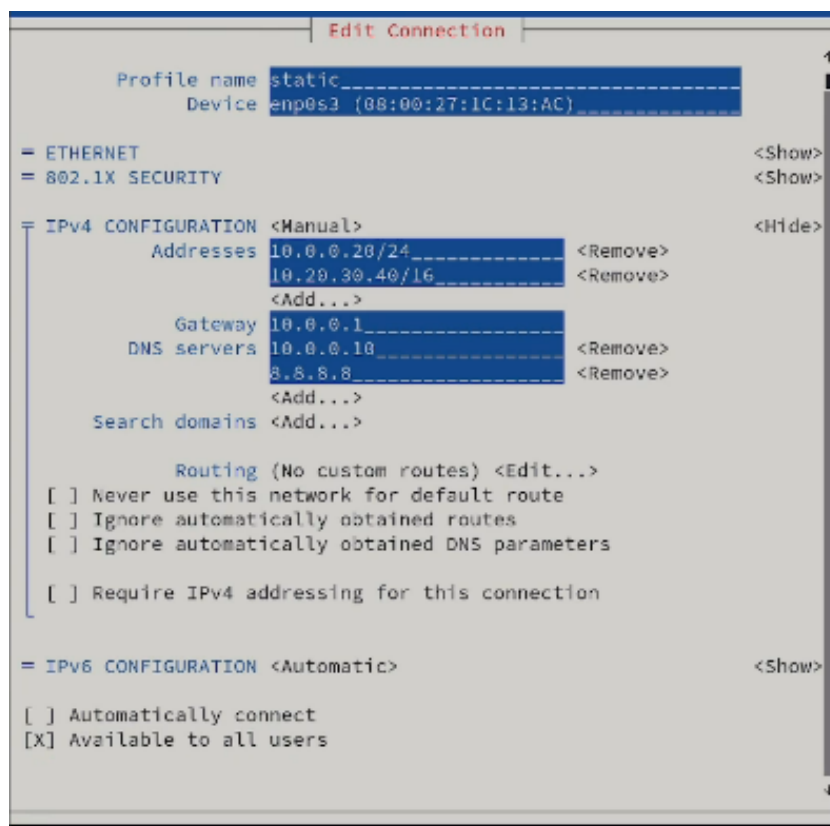 Edit Connection
Profile name static
Device enp0s3 (08:00:27:1C:13:AC)
= ETHERNET <Show>
= 802.1X SECURITY <Show>
IPv4 CONFIGURATION <Manual> <Hide>
Addresses 10.0.0.20/24 <Remove>
10.20.30.40/16 <Remove>
<Add...>
Gateway 10.0.0.1
DNS servers 10.0.0.10 <Remove>
8.8.8.8 <Remove>
<Add...>
Search domains <Add...>
Routing (No custom routes) <Edit...>
[ ] Never use this network for default route
[ ] Ignore automatically obtained routes
[ ] Ignore automatically obtained DNS parameters
[ ] Require IPv4 addressing for this connection
= IPv6 CONFIGURATION <Automatic> <Show>
[ ] Automatically connect
[X] Available to all users